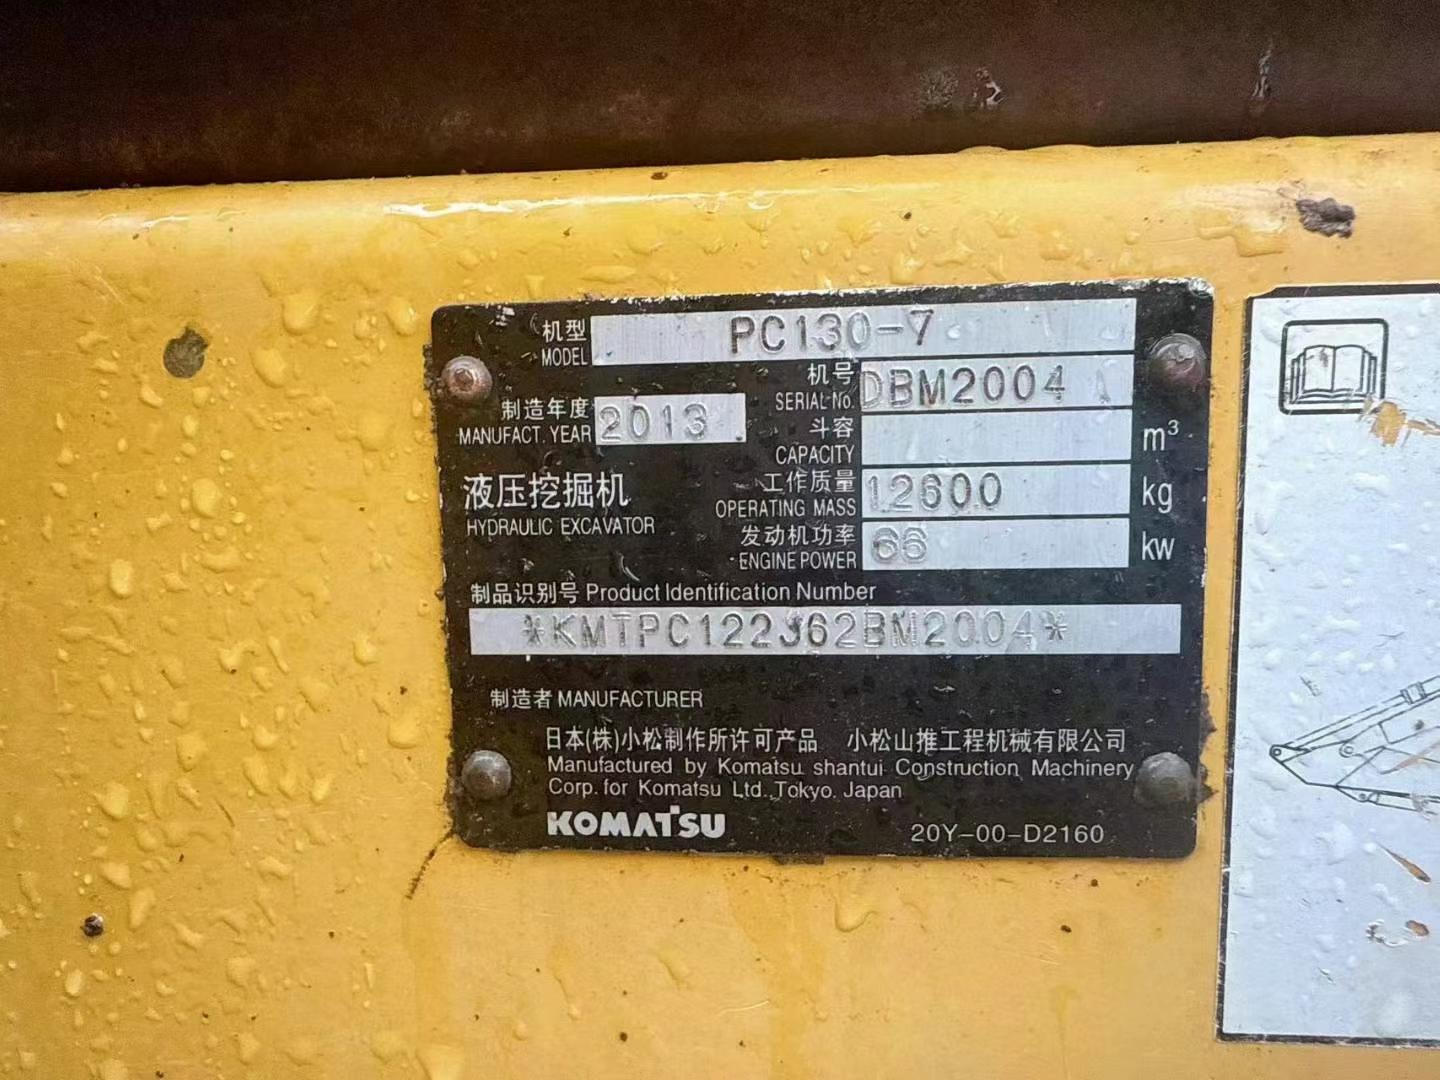 机型 PC130-7
MODEL
机号 DBM2004
SERIAL No.
制造年度 2013
MANUFACT. YEAR
斗容 m³
CAPACITY
液压挖掘机
HYDRAULIC EXCAVATOR
工作质量 12600 kg
OPERATING MASS
发动机功率 66 kw
ENGINE POWER
制品识别号 Product Identification Number
*KMTPC122J62BM2004*
制造者 MANUFACTURER
日本(株)小松制作所许可产品 小松山推工程机械有限公司
Manufactured by Komatsu shantui Construction Machinery
Corp. for Komatsu Ltd. Tokyo. Japan
KOMATSU
20Y-00-D2160